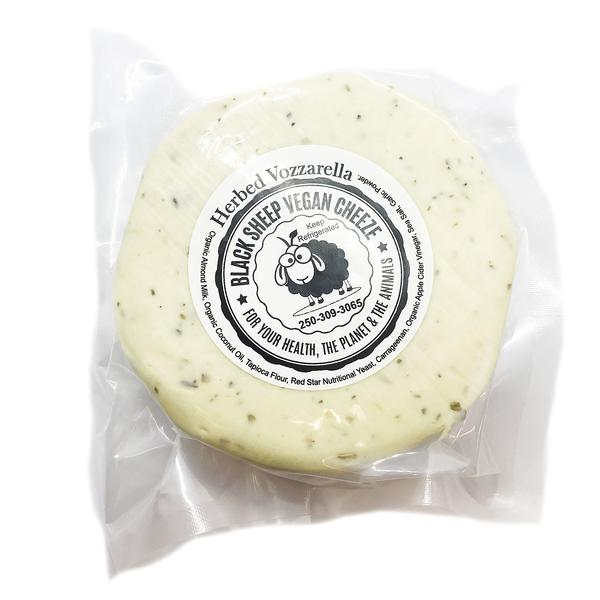 Herbed Vozzarella
Organic Almond Milk, Organic Coconut Oil, Tapioca Flour, Red Star Nutritional Yeast, Carrageenan, Organic Apple Cider Vinegar, Sea Salt, Garlic Powder.
BLACK SHEEP VEGAN CHEEZE
Keep
Refrigerated
250-309-3065
FOR YOUR HEALTH, THE PLANET & THE ANIMALS